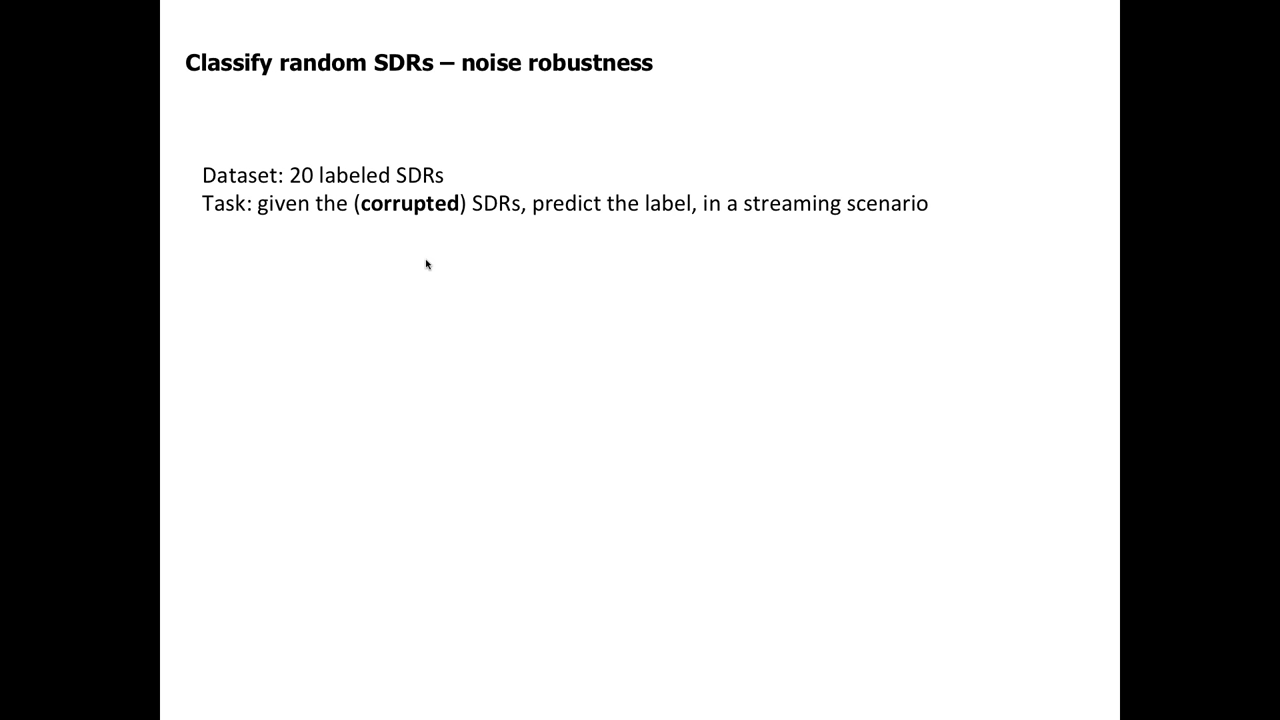 Classify random SDRs – noise robustness
Dataset: 20 labeled SDRs
Task: given the (corrupted) SDRs, predict the label, in a streaming scenario